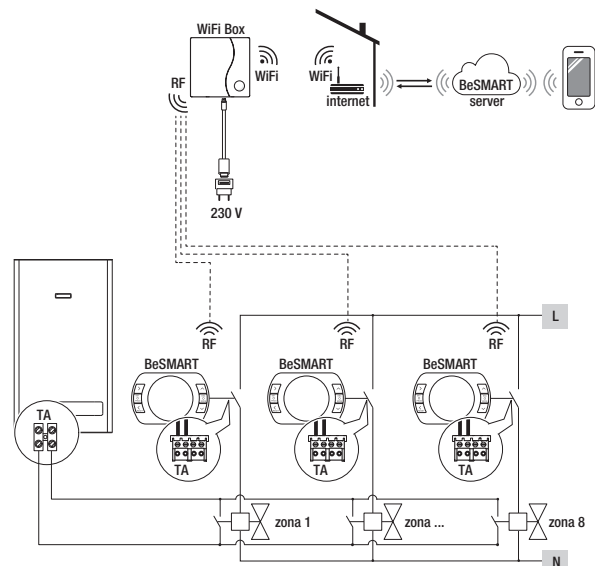 WiFi Box
WiFi
RF
WiFi
internet
BeSMART
server
230 V
L
RF
RF
RF
BeSMART
BeSMART
BeSMART
TA
TA
TA
TA
zona 1
zona ...
zona 8
N